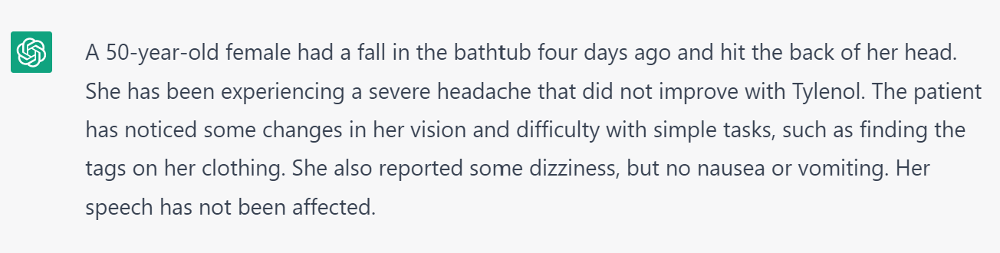 A 50-year-old female had a fall in the bathtub four days ago and hit the back of her head.
She has been experiencing a severe headache that did not improve with Tylenol. The patient
has noticed some changes in her vision and difficulty with simple tasks, such as finding the
tags on her clothing. She also reported some dizziness, but no nausea or vomiting. Her
speech has not been affected.